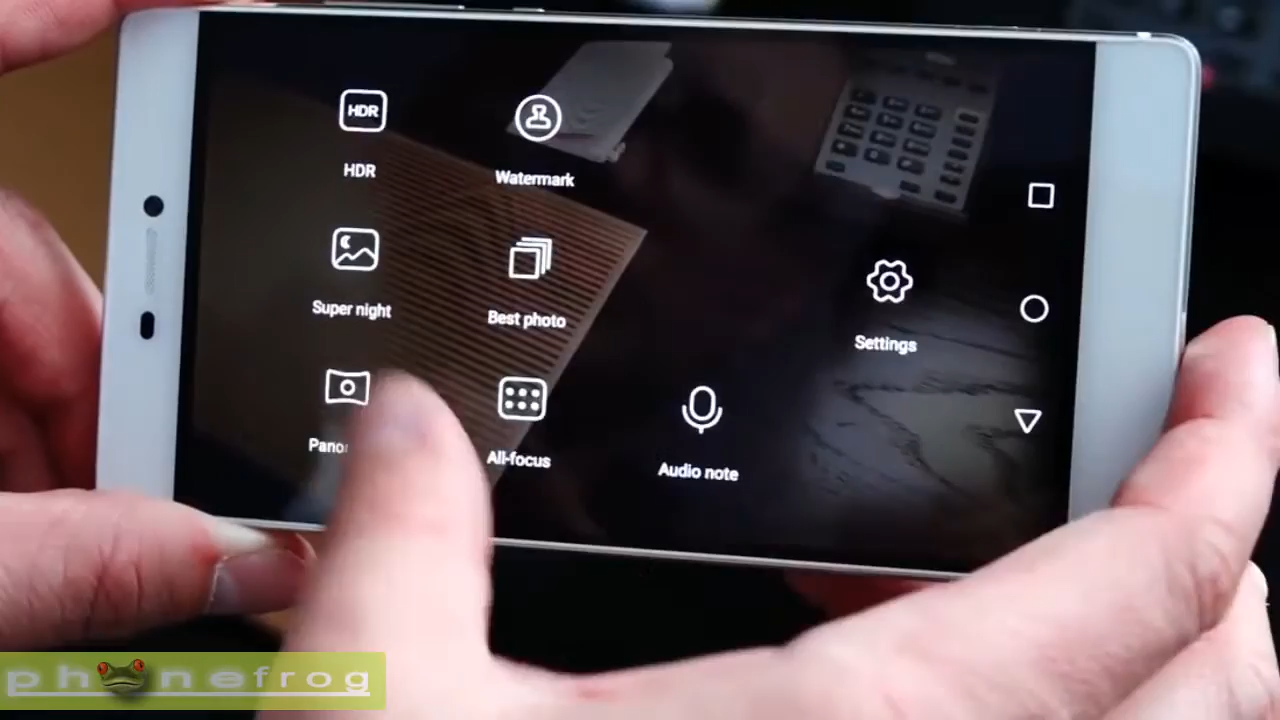 HDR
HDR
Watermark
Super night
Best photo
Settings
All-focus
Audio note
phonefrog